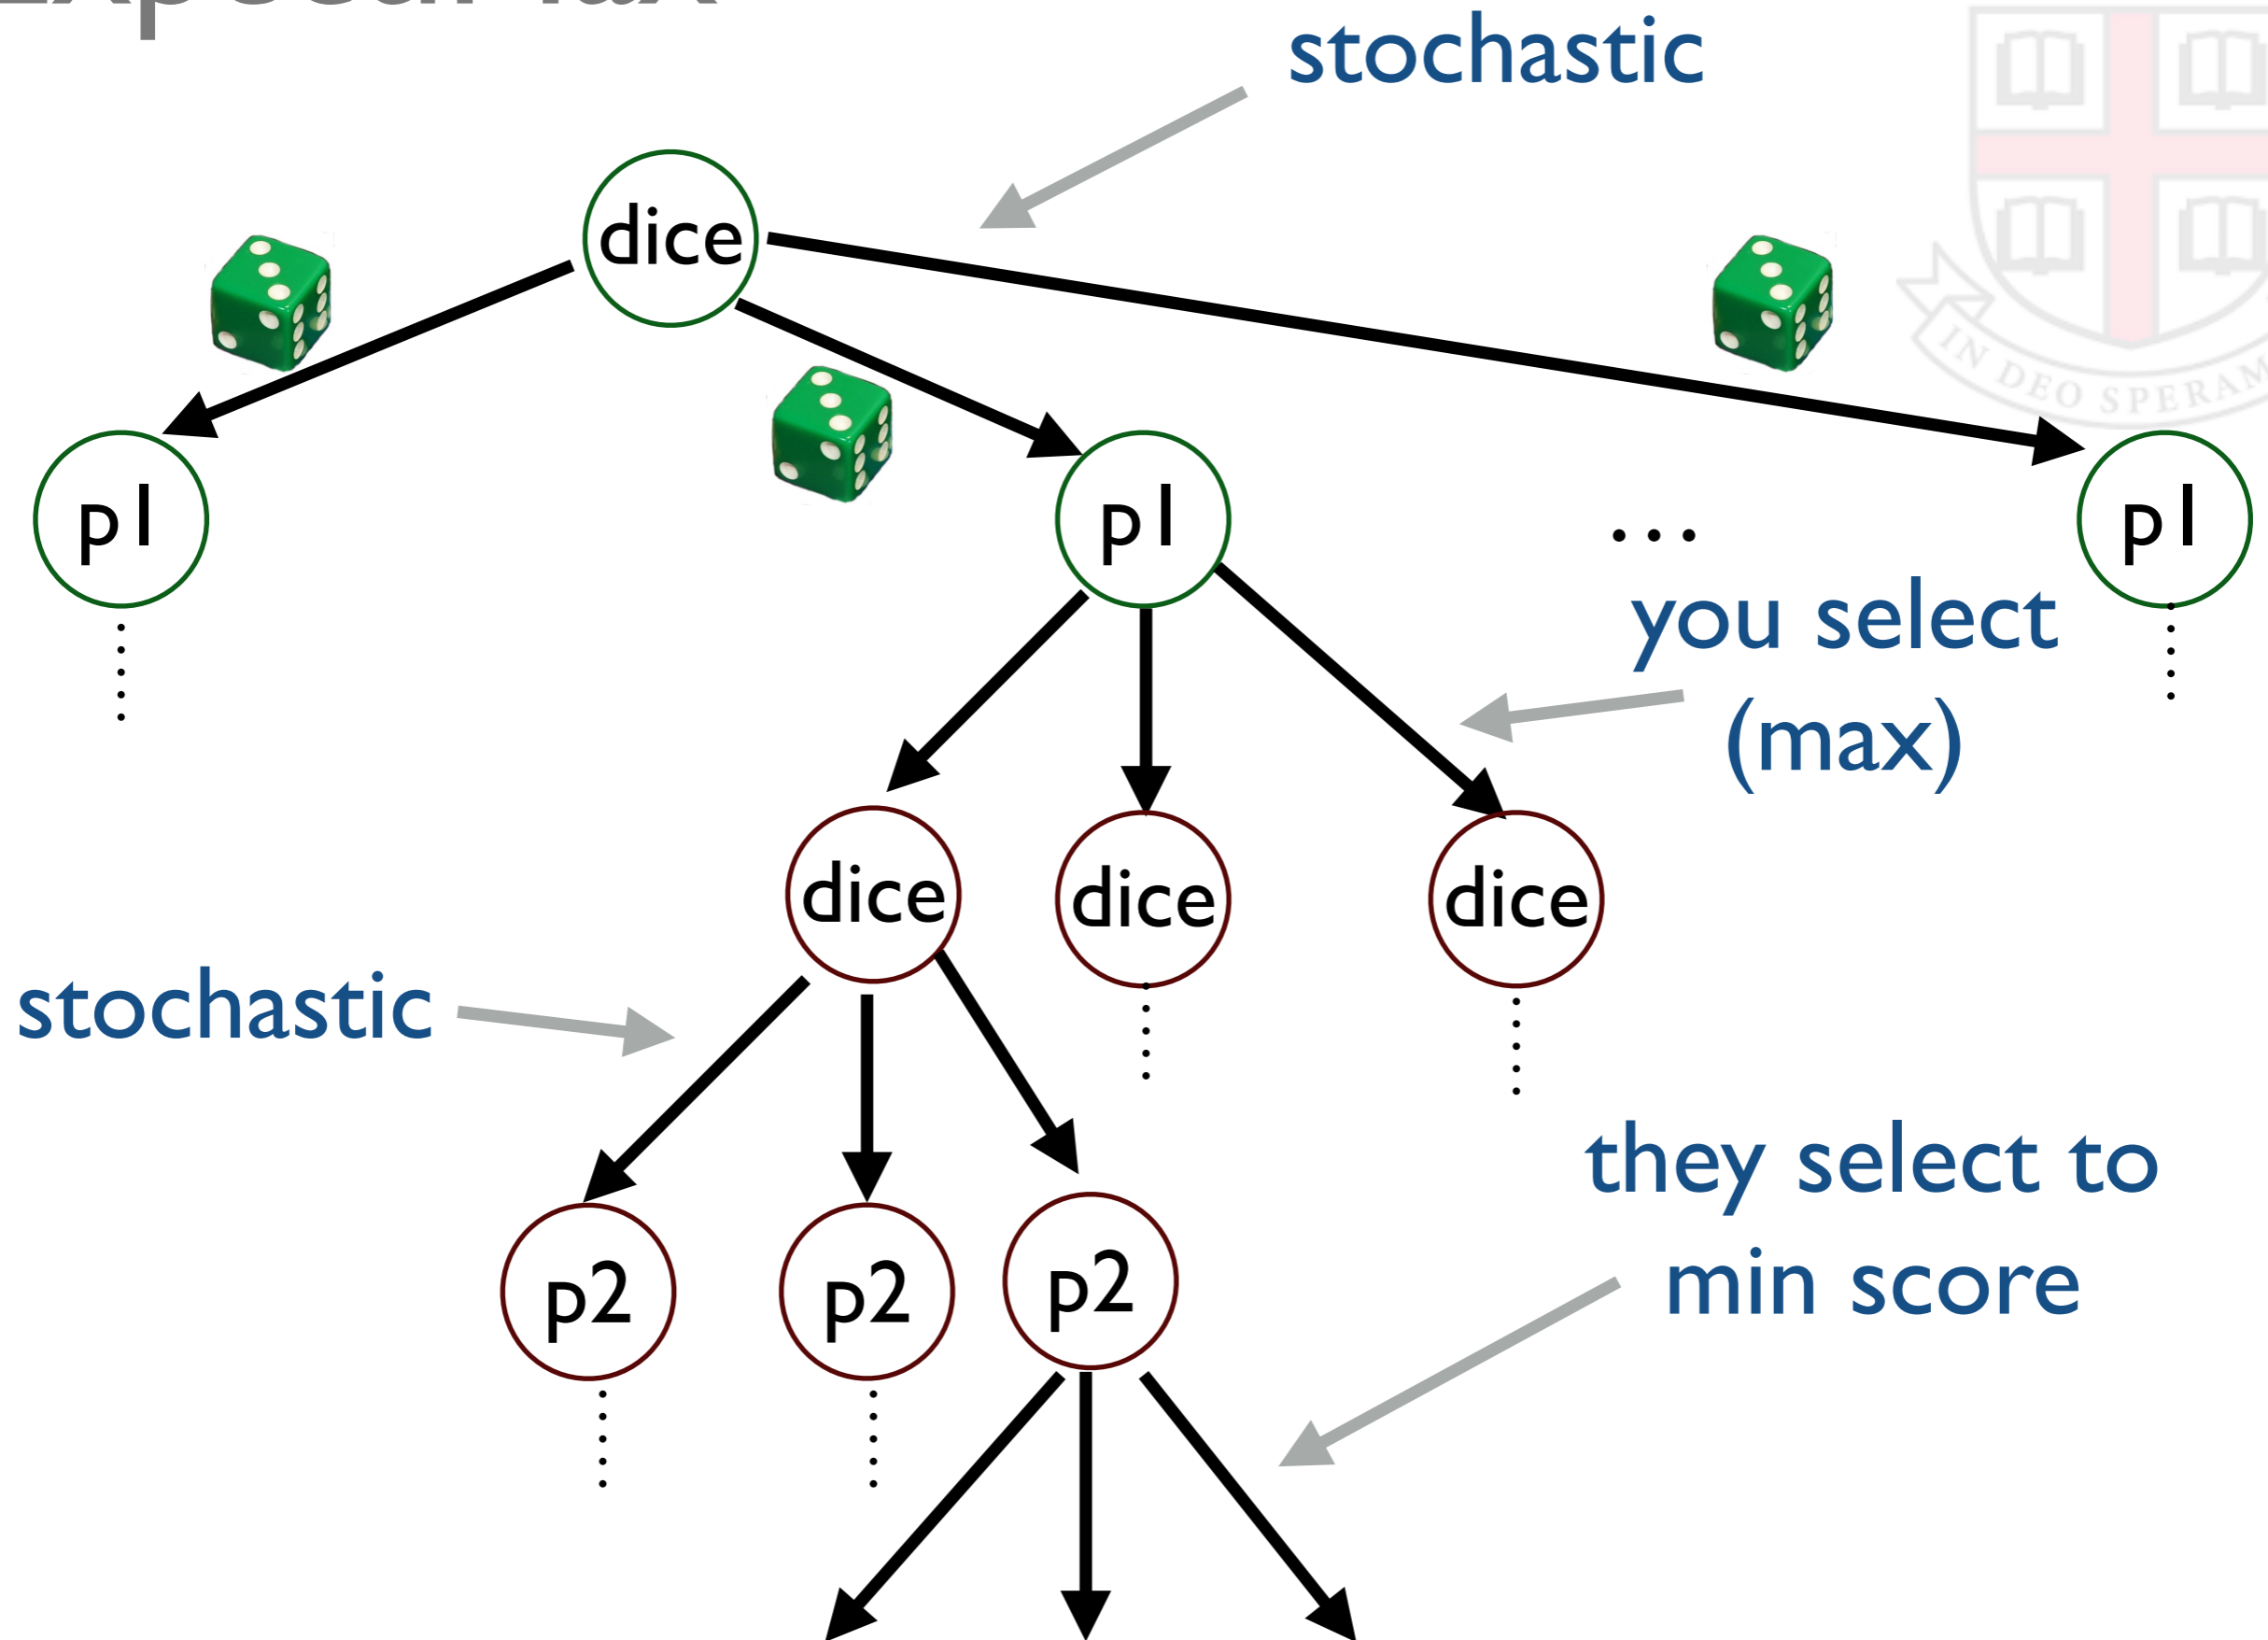 stochastic
dice
p1
p1
...
p1
you select
(max)
dice
dice
dice
stochastic
they select to
min score
p2
p2
p2
IN DEO SPERAM